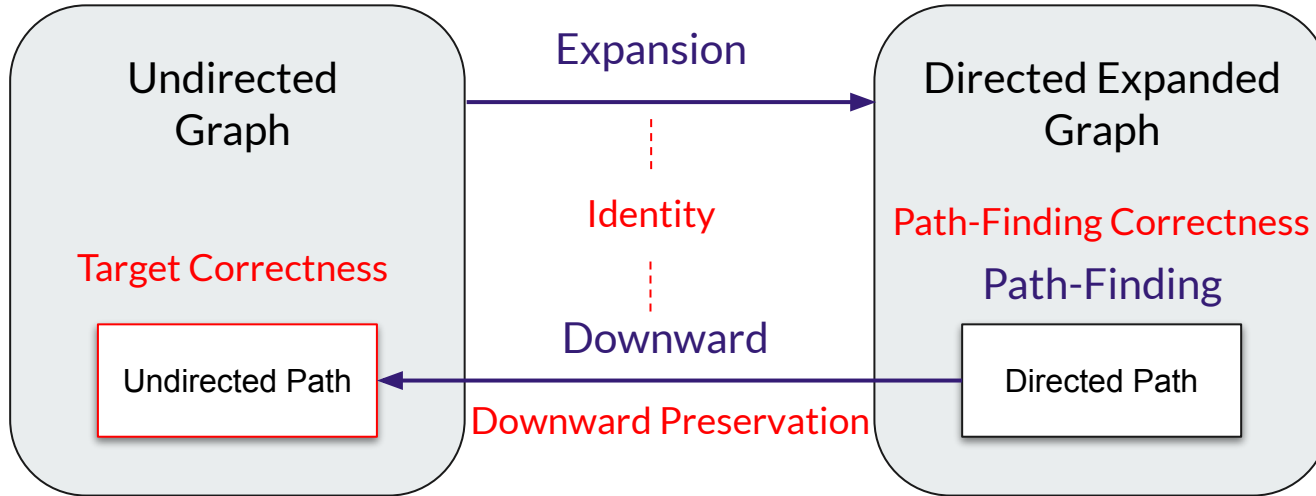 Undirected
Graph
Target Correctness
Undirected Path
Expansion
Identity
Downward
Downward Preservation
Directed Expanded
Graph
Path-Finding Correctness
Path-Finding
Directed Path